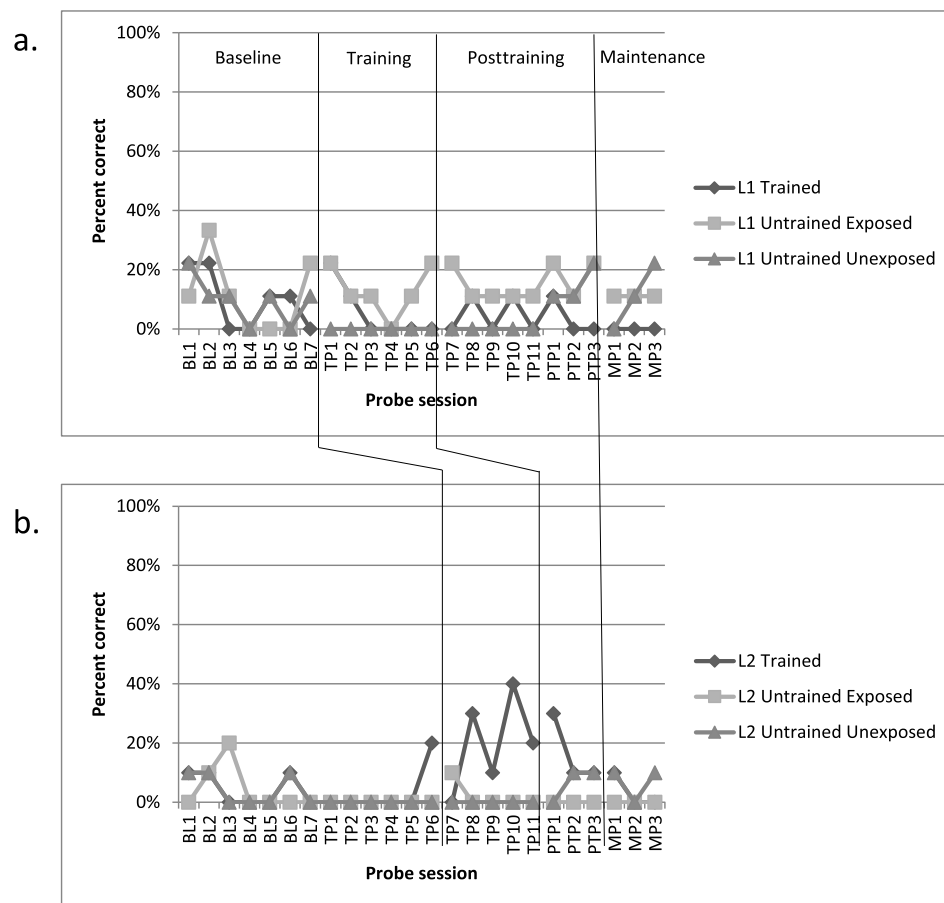 a.
100%
80%
60%
40%
20%
0%
Percent correct
Baseline
Training
Posttraining
Maintenance
BL1 BL2 BL3 BL4 BL5 BL6 BL7 TP1 TP2 TP3 TP4 TP5 TP6 TP7 TP8 TP9 TP10 TP11 PTP1 PTP2 PTP3 MP1 MP2 MP3
Probe session
L1 Trained
L1 Untrained Exposed
L1 Untrained Unexposed
b.
100%
80%
60%
40%
20%
0%
Percent correct
BL1 BL2 BL3 BL4 BL5 BL6 BL7 TP1 TP2 TP3 TP4 TP5 TP6 TP7 TP8 TP9 TP10 TP11 PTP1 PTP2 PTP3 MP1 MP2 MP3
Probe session
L2 Trained
L2 Untrained Exposed
L2 Untrained Unexposed